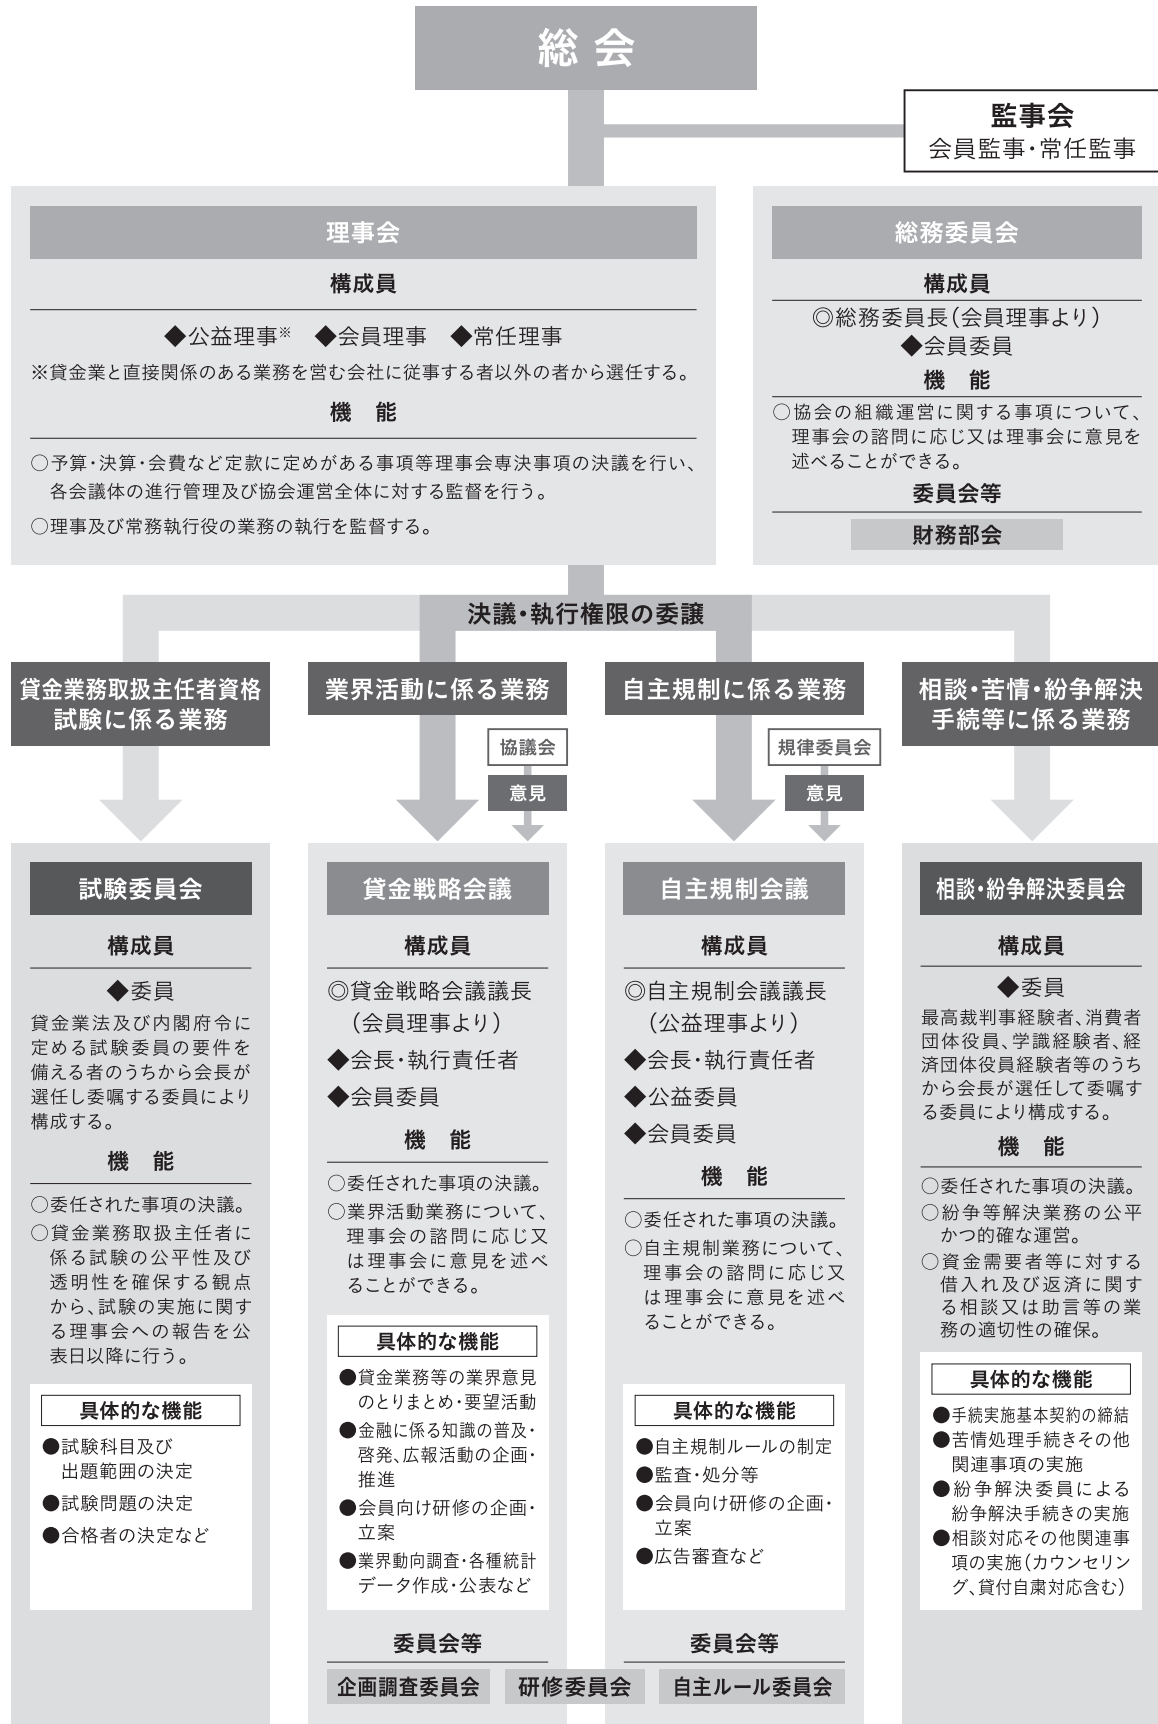 総会
監事会
会員監事・常任監事
理事会
構成員
◆公益理事※ ◆会員理事 ◆常任理事
※貸金業と直接関係のある業務を営む会社に従事する者以外の者から選任する。
機 能
○予算・決算・会費など定款に定めがある事項等理事会専決事項の決議を行い、
各会議体の進行管理及び協会運営全体に対する監督を行う。
○理事及び常務執行役の業務の執行を監督する。
総務委員会
構成員
◎総務委員長(会員理事より)
◆会員委員
機 能
○協会の組織運営に関する事項について、
理事会の諮問に応じ又は理事会に意見を
述べることができる。
委員会等
財務部会
決議・執行権限の委譲
貸金業務取扱主任者資格
試験に係る業務
業界活動に係る業務
協議会
意見
自主規制に係る業務
規律委員会
意見
相談・苦情・紛争解決
手続等に係る業務
試験委員会
構成員
◆委員
貸金業法及び内閣府令に
定める試験委員の要件を
備える者のうちから会長が
選任し委嘱する委員により
構成する。
機 能
○委任された事項の決議。
○貸金業務取扱主任者に
係る試験の公平性及び
透明性を確保する観点
から、試験の実施に関す
る理事会への報告を公
表日以降に行う。
具体的な機能
●試験科目及び
出題範囲の決定
●試験問題の決定
●合格者の決定など
貸金戦略会議
構成員
◎貸金戦略会議議長
(会員理事より)
◆会長・執行責任者
◆会員委員
機 能
○委任された事項の決議。
○業界活動業務について、
理事会の諮問に応じ又
は理事会に意見を述べ
ることができる。
具体的な機能
●貸金業務等の業界意見
のとりまとめ・要望活動
●金融に係る知識の普及・
啓発、広報活動の企画・
推進
●会員向け研修の企画・
立案
●業界動向調査・各種統計
データ作成・公表など
委員会等
企画調査委員会
研修委員会
自主規制会議
構成員
◎自主規制会議議長
(公益理事より)
◆会長・執行責任者
◆公益委員
◆会員委員
機 能
○委任された事項の決議。
○自主規制業務について、
理事会の諮問に応じ又
は理事会に意見を述べ
ることができる。
具体的な機能
●自主規制ルールの制定
●監査・処分等
●会員向け研修の企画・
立案
●広告審査など
委員会等
自主ルール委員会
相談・紛争解決委員会
構成員
◆委員
最高裁判事経験者、消費者
団体役員、学識経験者、経
済団体役員経験者等のうち
から会長が選任して委嘱す
る委員により構成する。
機 能
○委任された事項の決議。
○紛争等解決業務の公平
かつ的確な運営。
○資金需要者等に対する
借入れ及び返済に関す
る相談又は助言等の業
務の適切性の確保。
具体的な機能
●手続実施基本契約の締結
●苦情処理手続きその他
関連事項の実施
●紛争解決委員による
紛争解決手続きの実施
●相談対応その他関連事
項の実施(カウンセリン
グ、貸付自粛対応含む)